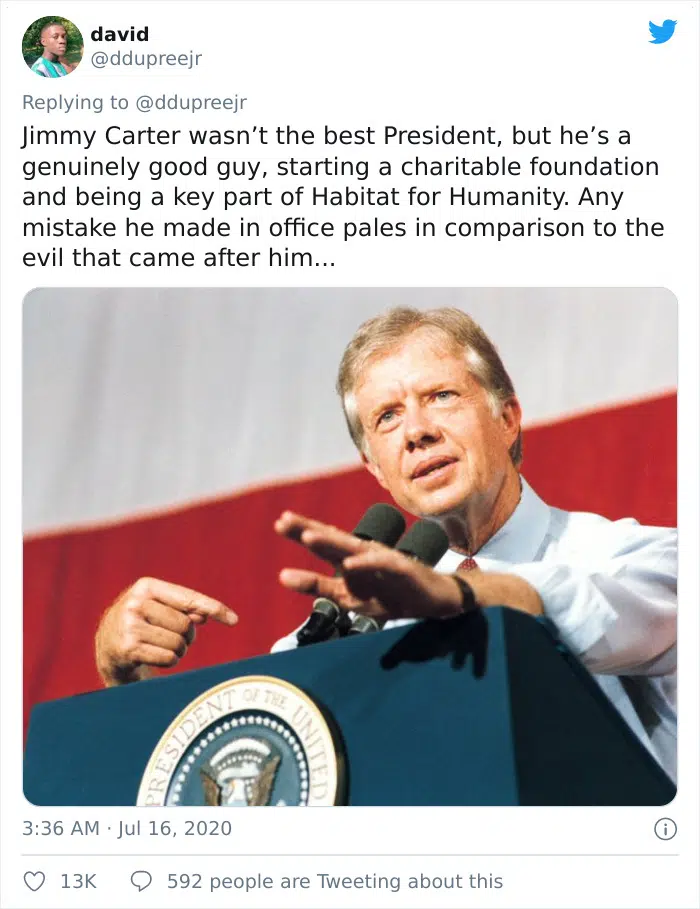 david
@ddupreejr
Replying to @ddupreejr
Jimmy Carter wasn’t the best President, but he’s a
genuinely good guy, starting a charitable foundation
and being a key part of Habitat for Humanity. Any
mistake he made in office pales in comparison to the
evil that came after him...
PRESIDENT OF THE UNITED
3:36 AM · Jul 16, 2020
13K
592 people are Tweeting about this